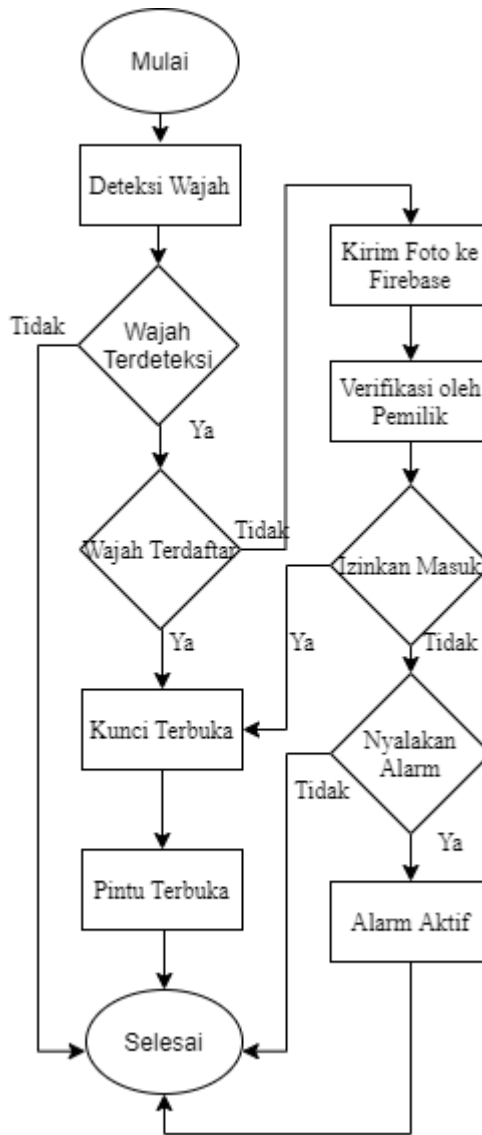 Mulai
Deteksi Wajah
Wajah
Terdeteksi
Tidak
Ya
Wajah Terdaftar
Tidak
Ya
Kunci Terbuka
Pintu Terbuka
Selesai
Kirim Foto ke
Firebase
Verifikasi oleh
Pemilik
Izinkan Masuk
Ya
Tidak
Nyalakan
Alarm
Tidak
Ya
Alarm Aktif